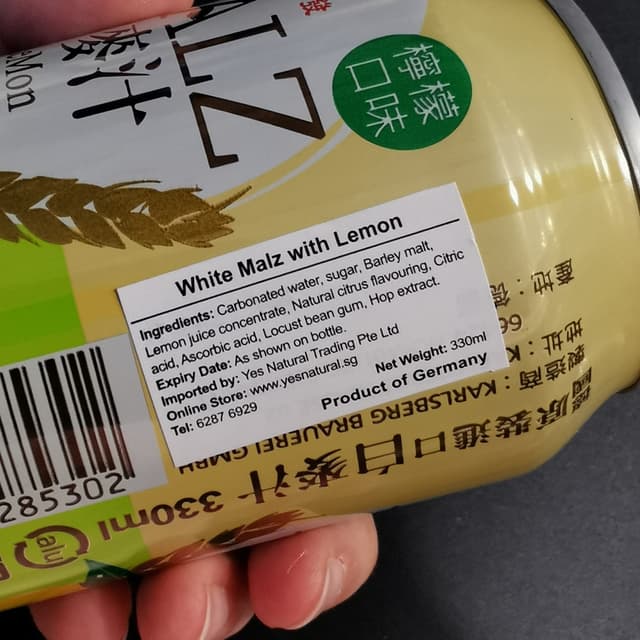 發
ALZ
麥汁
檸檬
口味
White Malz with Lemon
Ingredients: Carbonated water, sugar, Barley malt,
Lemon juice concentrate, Natural citrus flavouring, Citric
acid, Ascorbic acid, Locust bean gum, Hop extract.
Expiry Date: As shown on bottle.
Imported by: Yes Natural Trading Pte Ltd
Online Store: www.yesnatural.sg
Tel: 6287 6929
Net Weight: 330ml
Product of Germany
製造商：KARLSBERG BRAUEREI GMBH
國原裝進口白麥汁 330ml
285302
alu